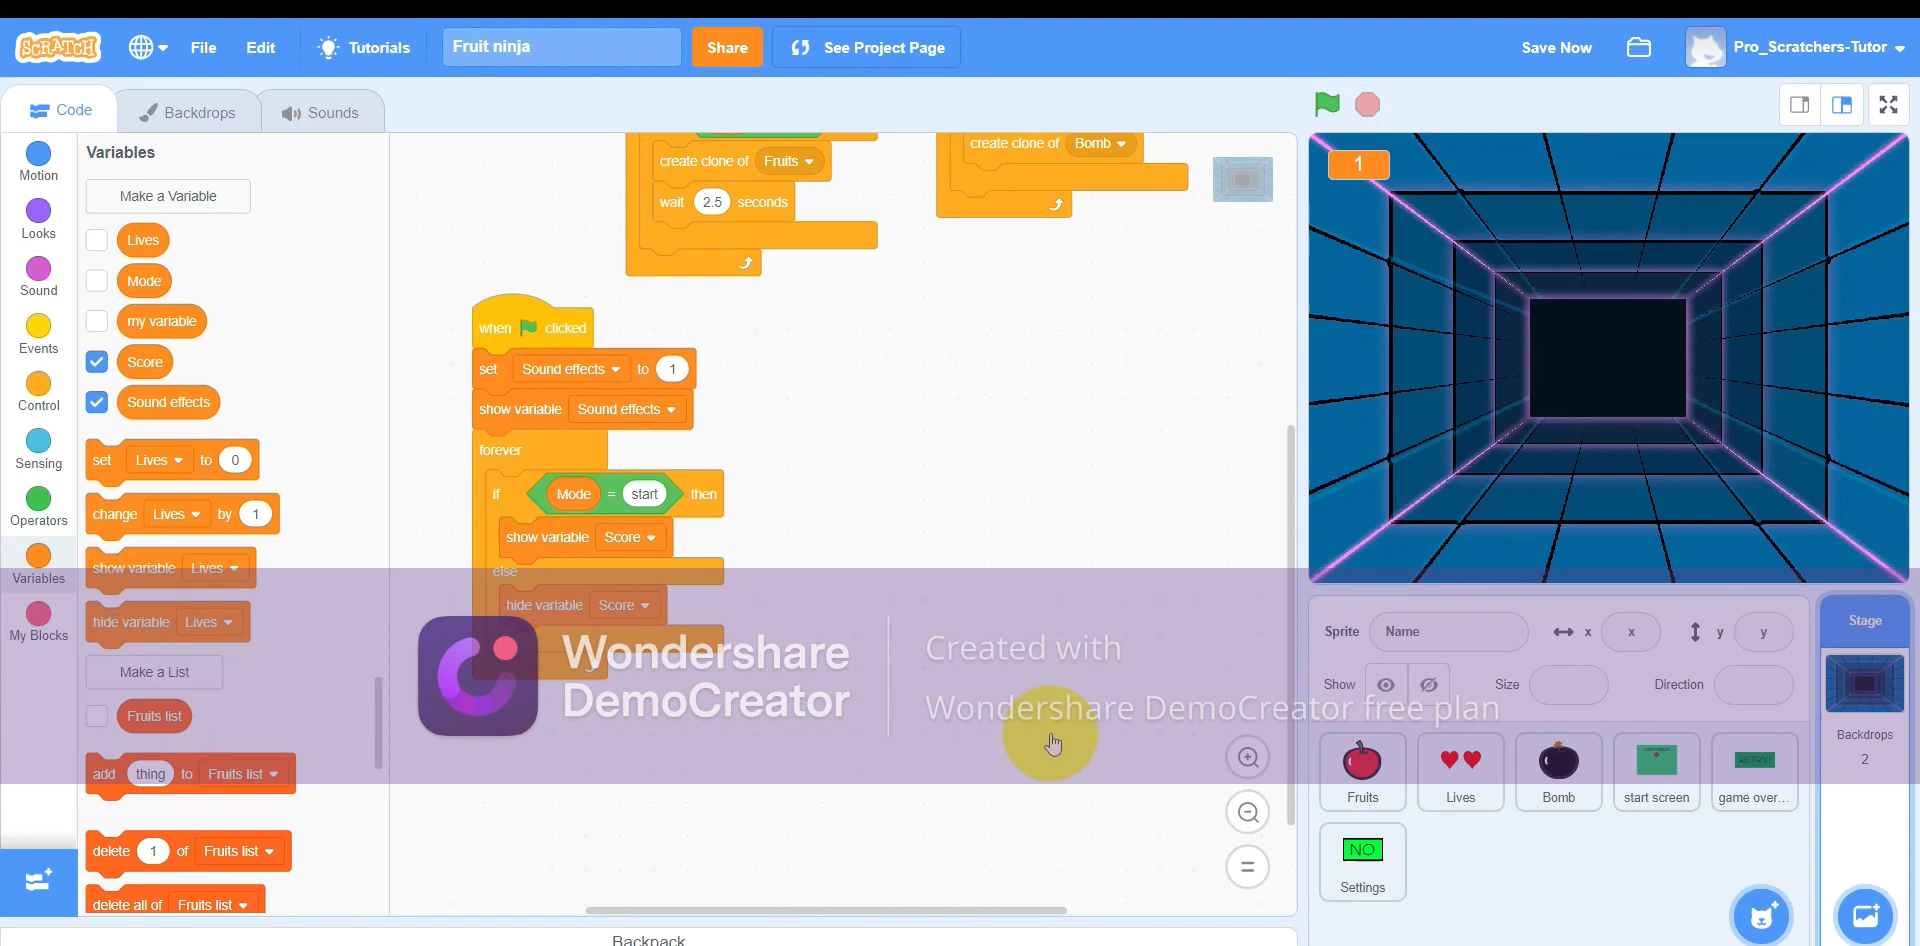 SCRATCH File Edit Tutorials Fruit ninja Share See Project Page Save Now Pro_Scratchers-Tutor
Code Backdrops Sounds
Motion
Looks
Sound
Events
Control
Sensing
Operators
Variables
My Blocks
Variables
Make a Variable
Lives
Mode
my variable
Score
Sound effects
set Lives to 0
change Lives by 1
show variable Lives
hide variable Lives
Make a List
Fruits list
add thing to Fruits list
delete 1 of Fruits list
delete all of Fruits list
create clone of Fruits
wait 2.5 seconds
create clone of Bomb
when clicked
set Sound effects to 1
show variable Sound effects
forever
if Mode = start then
show variable Score
else
hide variable Score
Wondershare
DemoCreator
Created with
Wondershare DemoCreator free plan
1
Sprite Name x x y y
Show Size Direction
Fruits Lives Bomb start screen game over...
RETRY!
NO
Settings
Stage
Backdrops
2
Backpack